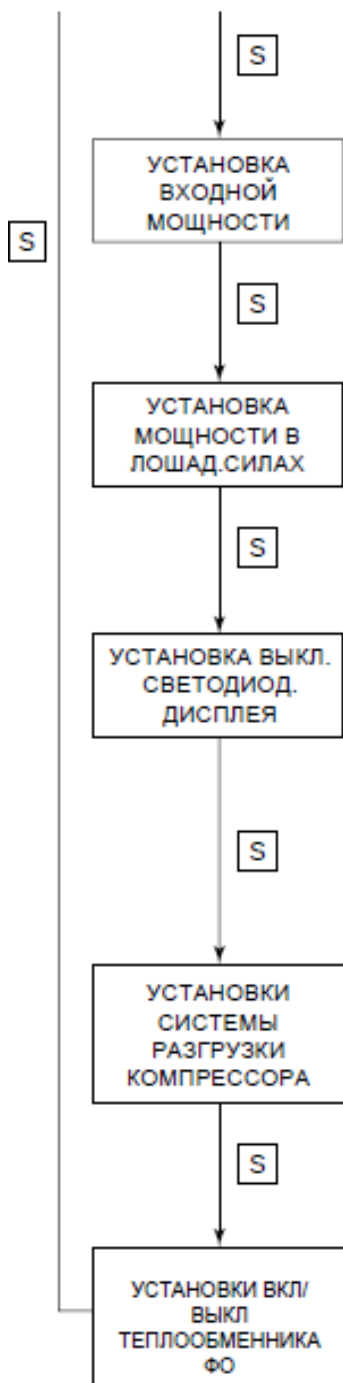 S
УСТАНОВКА
ВХОДНОЙ
МОЩНОСТИ
S
S
УСТАНОВКА
МОЩНОСТИ В
ЛОШАД.СИЛАХ
S
УСТАНОВКА ВЫКЛ.
СВЕТОДИОД.
ДИСПЛЕЯ
S
УСТАНОВКИ
СИСТЕМЫ
РАЗГРУЗКИ
КОМПРЕССОРА
S
УСТАНОВКИ ВКЛ/
ВЫКЛ
ТЕПЛООБМЕННИКА
ФО